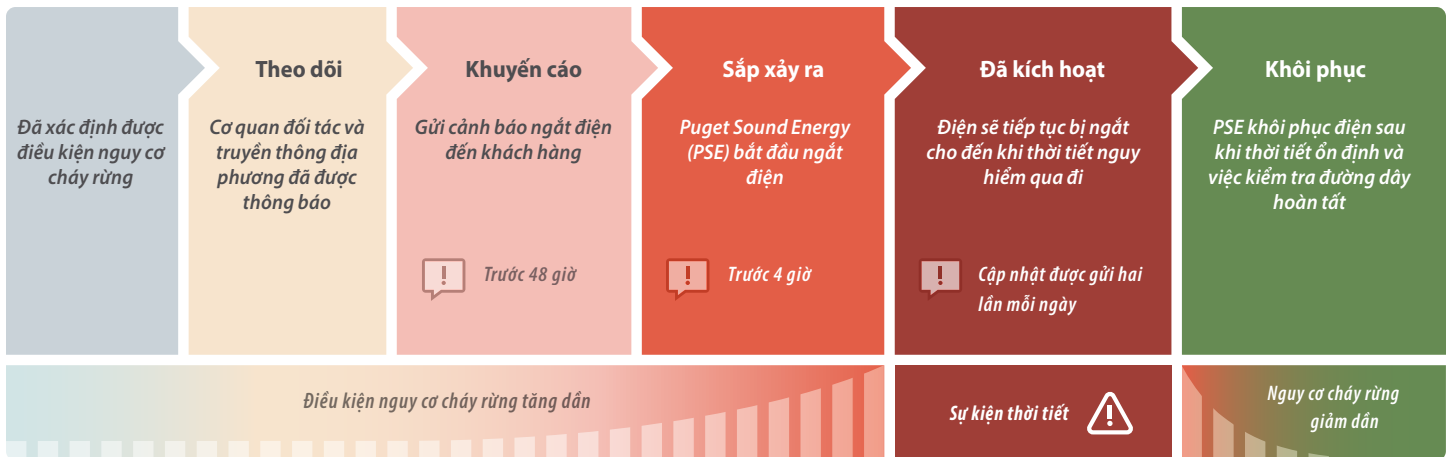 Đã xác định được
điều kiện nguy cơ
cháy rừng
Theo dõi
Cơ quan đối tác và
truyền thông địa
phương đã được
thông báo
Khuyến cáo
Gửi cảnh báo ngắt điện
đến khách hàng
Trước 48 giờ
Sắp xảy ra
Puget Sound Energy
(PSE) bắt đầu ngắt
điện
Trước 4 giờ
Đã kích hoạt
Điện sẽ tiếp tục bị ngắt
cho đến khi thời tiết nguy
hiểm qua đi
Cập nhật được gửi hai
lần mỗi ngày
Khôi phục
PSE khôi phục điện sau
khi thời tiết ổn định và
việc kiểm tra đường dây
hoàn tất
Điều kiện nguy cơ cháy rừng tăng dần
Sự kiện thời tiết
Nguy cơ cháy rừng
giảm dần